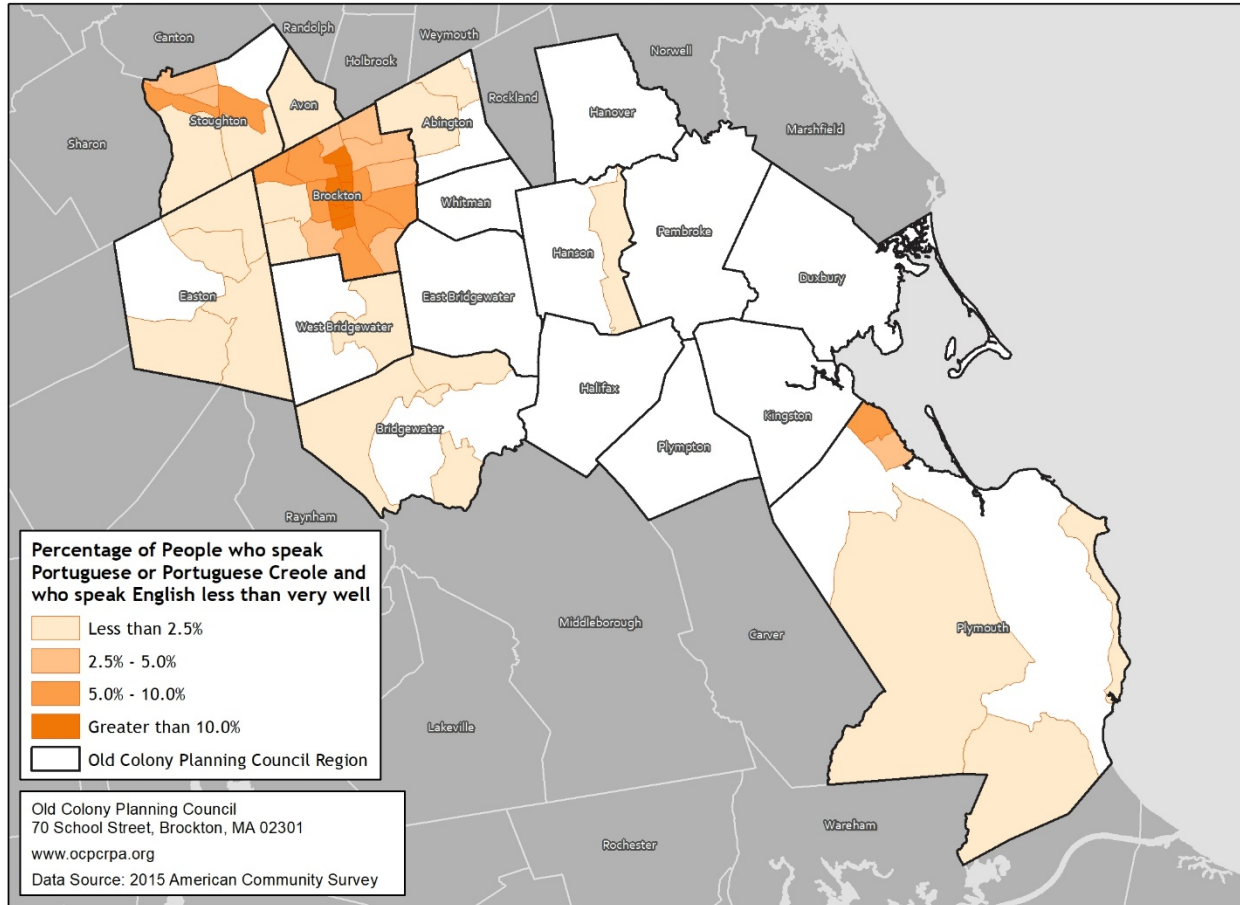 Canton
Randolph
Weymouth
Holbrook
Norwell
Rockland
Hanover
Avon
Stoughton
Abington
Marshfield
Sharon
Brockton
Whitman
Pembroke
Hanson
Duxbury
Easton
East Bridgewater
West Bridgewater
Halifax
Kingston
Bridgewater
Plympton
Raynham
Middleborough
Carver
Plymouth
Lakeville
Wareham
Rochester
Percentage of People who speak
Portuguese or Portuguese Creole and
who speak English less than very well
Less than 2.5%
2.5% - 5.0%
5.0% - 10.0%
Greater than 10.0%
Old Colony Planning Council Region
Old Colony Planning Council
70 School Street, Brockton, MA 02301
www.ocpcrpa.org
Data Source: 2015 American Community Survey